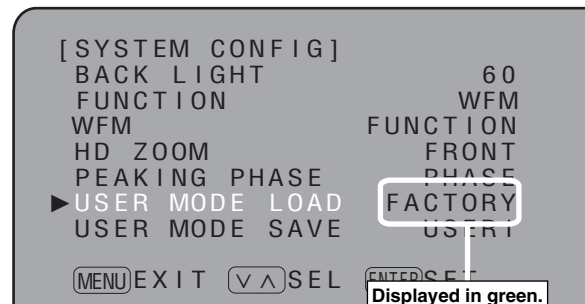 [SYSTEM CONFIG]
BACK LIGHT 60
FUNCTION WFM
WFM FUNCTION
HD ZOOM FRONT
PEAKING PHASE PHASE
▶USER MODE LOAD FACTORY
USER MODE SAVE USER1
MENU EXIT ∨∧ SEL ENTER SET
Displayed in green.